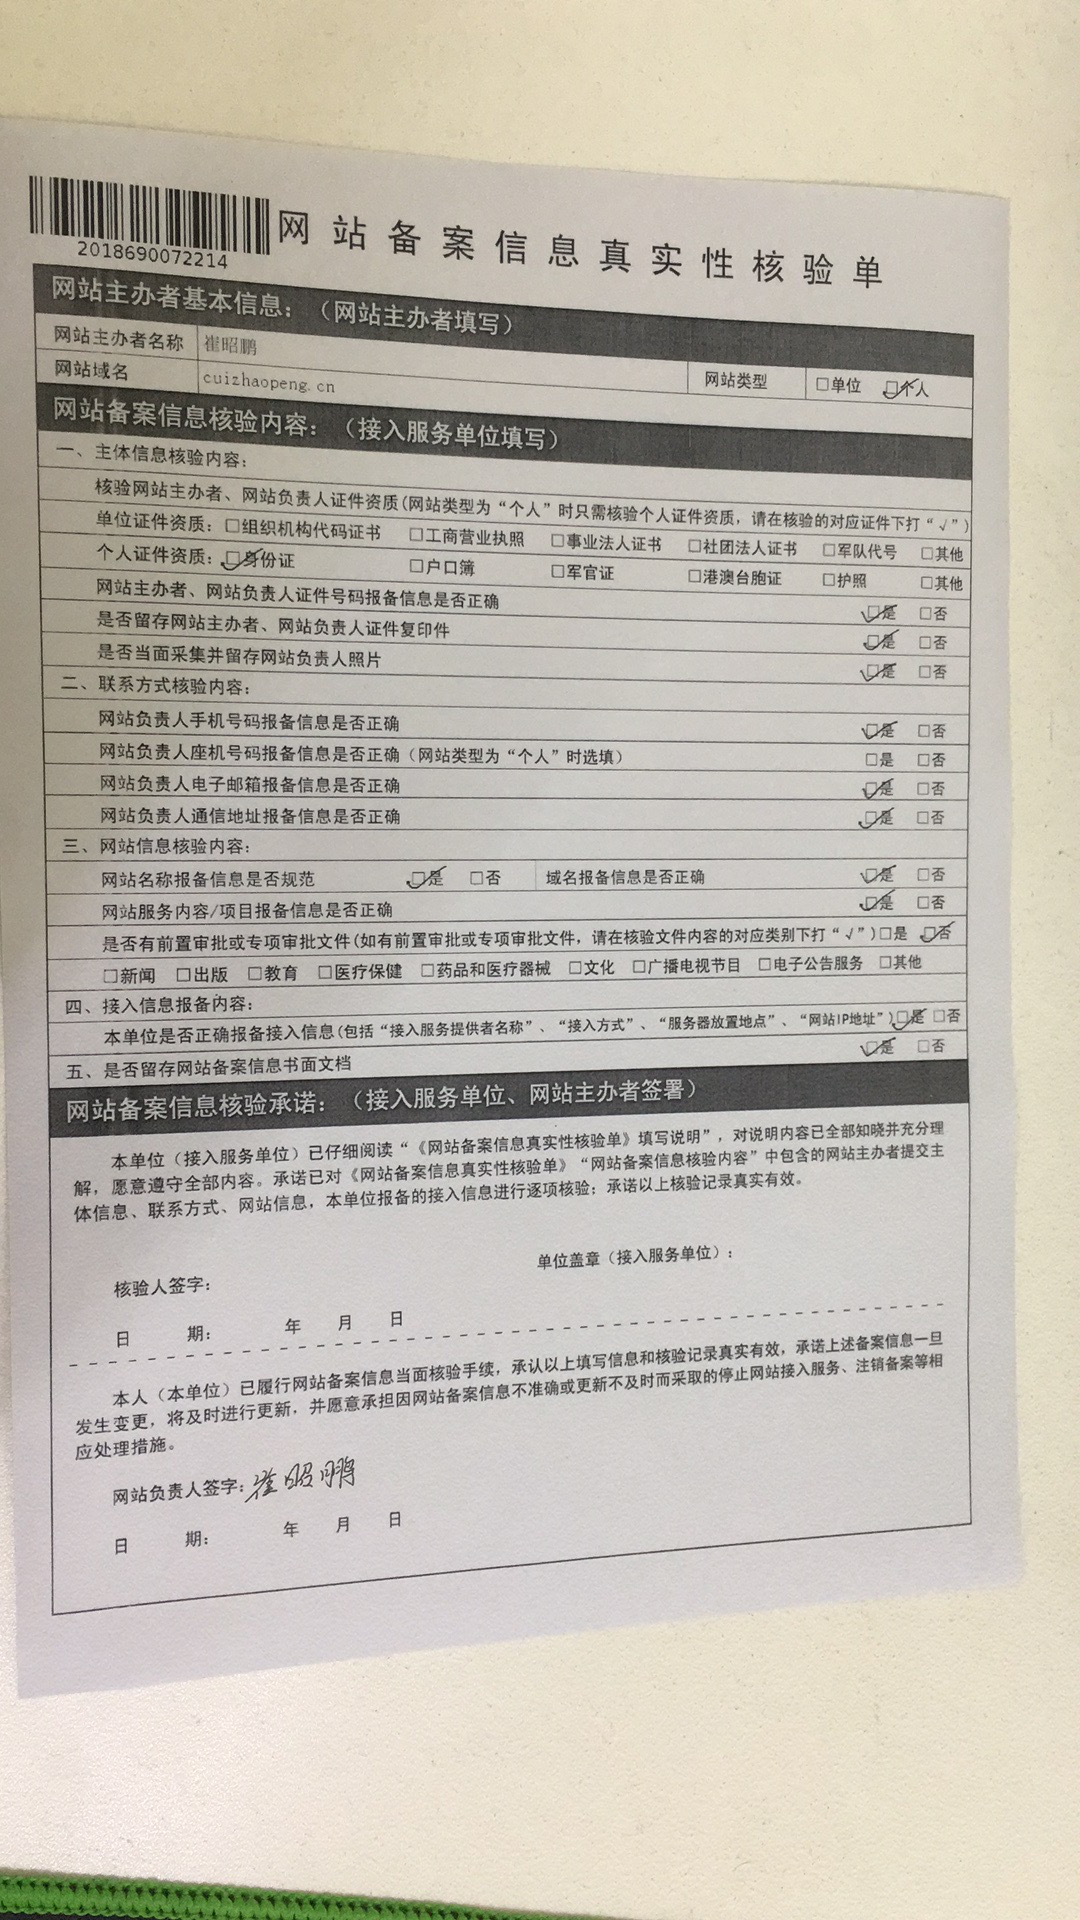 网站备案信息真实性核验单
2018690072214
网站主办者基本信息：（网站主办者填写）
网站主办者名称 崔昭鹏
网站域名 cuizhaopeng.cn 网站类型 □单位 ☑个人
网站备案信息核验内容：（接入服务单位填写）
一、主体信息核验内容：
核验网站主办者、网站负责人证件资质(网站类型为“个人”时只需核验个人证件资质，请在核验的对应证件下打“√”)
单位证件资质：□组织机构代码证书 □工商营业执照 □事业法人证书 □社团法人证书 □军队代号 □其他
个人证件资质：☑身份证 □户口簿 □军官证 □港澳台胞证 □护照 □其他
网站主办者、网站负责人证件号码报备信息是否正确 ☑是 □否
是否留存网站主办者、网站负责人证件复印件 ☑是 □否
是否当面采集并留存网站负责人照片 ☑是 □否
二、联系方式核验内容：
网站负责人手机号码报备信息是否正确 ☑是 □否
网站负责人座机号码报备信息是否正确（网站类型为“个人”时选填） □是 □否
网站负责人电子邮箱报备信息是否正确 ☑是 □否
网站负责人通信地址报备信息是否正确 ☑是 □否
三、网站信息核验内容：
网站名称报备信息是否规范 ☑是 □否 域名报备信息是否正确 ☑是 □否
网站服务内容/项目报备信息是否正确 ☑是 □否
是否有前置审批或专项审批文件(如有前置审批或专项审批文件，请在核验文件内容的对应类别下打“√”)□是 ☑否
□新闻 □出版 □教育 □医疗保健 □药品和医疗器械 □文化 □广播电视节目 □电子公告服务 □其他
四、接入信息报备内容：
本单位是否正确报备接入信息(包括“接入服务提供者名称”、“接入方式”、“服务器放置地点”、“网站IP地址”)☑是 □否
五、是否留存网站备案信息书面文档 ☑是 □否
网站备案信息核验承诺：（接入服务单位、网站主办者签署）
本单位（接入服务单位）已仔细阅读“《网站备案信息真实性核验单》填写说明”，对说明内容已全部知晓并充分理
解，愿意遵守全部内容。承诺已对《网站备案信息真实性核验单》“网站备案信息核验内容”中包含的网站主办者提交主
体信息、联系方式、网站信息，本单位报备的接入信息进行逐项核验；承诺以上核验记录真实有效。
单位盖章（接入服务单位）：
核验人签字：
日 期： 年 月 日
本人（本单位）已履行网站备案信息当面核验手续，承认以上填写信息和核验记录真实有效，承诺上述备案信息一旦
发生变更，将及时进行更新，并愿意承担因网站备案信息不准确或更新不及时而采取的停止网站接入服务、注销备案等相
应处理措施。
网站负责人签字：崔昭鹏
日 期： 年 月 日